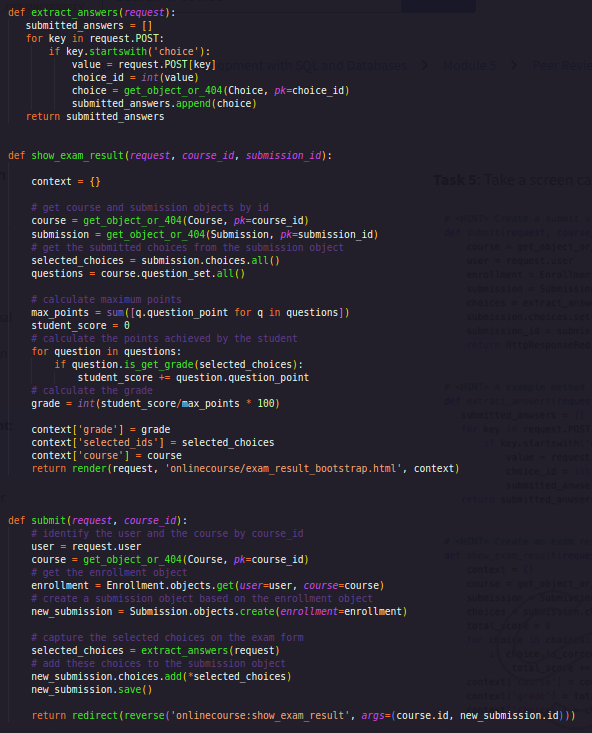 def extract_answers(request):
    submitted_answers = []
    for key in request.POST:
        if key.startswith('choice'):
            value = request.POST[key]
            choice_id = int(value)
            choice = get_object_or_404(Choice, pk=choice_id)
            submitted_answers.append(choice)
    return submitted_answers
def show_exam_result(request, course_id, submission_id):
    context = {}
    # get course and submission objects by id
    course = get_object_or_404(Course, pk=course_id)
    submission = get_object_or_404(Submission, pk=submission_id)
    # get the submitted choices from the submission object
    selected_choices = submission.choices.all()
    questions = course.question_set.all()
    # calculate maximum points
    max_points = sum([q.question_point for q in questions])
    student_score = 0
    # calculate the points achieved by the student
    for question in questions:
        if question.is_get_grade(selected_choices):
            student_score += question.question_point
    # calculate the grade
    grade = int(student_score/max_points * 100)
    context['grade'] = grade
    context['selected_ids'] = selected_choices
    context['course'] = course
    return render(request, 'onlinecourse/exam_result_bootstrap.html', context)
def submit(request, course_id):
    # identify the user and the course by course_id
    user = request.user
    course = get_object_or_404(Course, pk=course_id)
    # get the enrollment object
    enrollment = Enrollment.objects.get(user=user, course=course)
    # create a submission object based on the enrollment object
    new_submission = Submission.objects.create(enrollment=enrollment)
    # capture the selected choices on the exam form
    selected_choices = extract_answers(request)
    # add these choices to the submission object
    new_submission.choices.add(*selected_choices)
    new_submission.save()
    return redirect(reverse('onlinecourse:show_exam_result', args=(course.id, new_submission.id)))
Module 5
Task 5: Take a screen